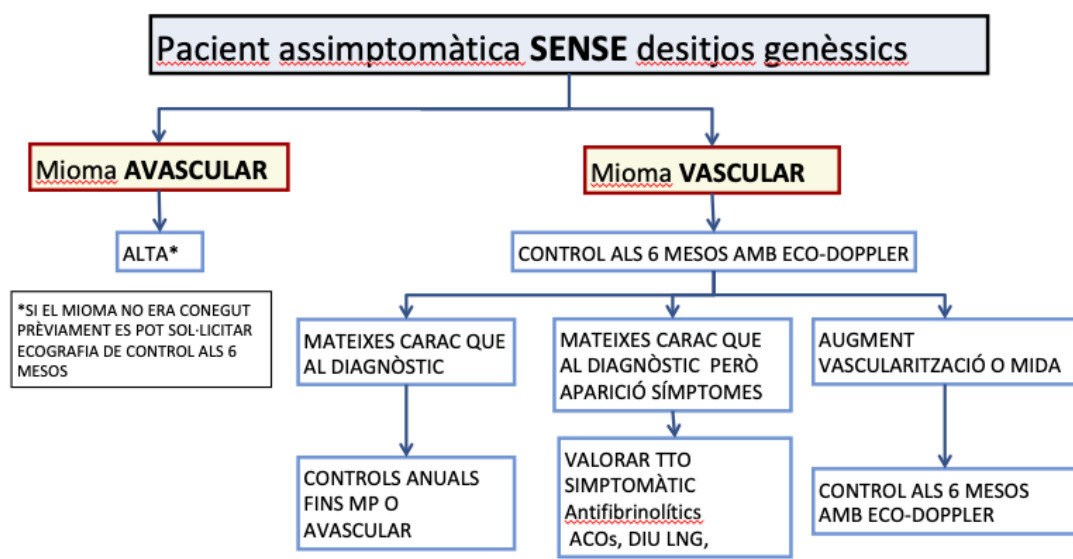 Pacient assimptomàtica SENSE desitjos genèssics
Mioma AVASCULAR
Mioma VASCULAR
ALTA*
CONTROL ALS 6 MESOS AMB ECO-DOPPLER
*SI EL MIOMA NO ERA CONEGUT
PRÈVIAMENT ES POT SOL·LICITAR
ECOGRAFIA DE CONTROL ALS 6
MESOS
MATEIXES CARAC QUE
AL DIAGNÒSTIC
MATEIXES CARAC QUE
AL DIAGNÒSTIC PERÒ
APARICIÓ SÍMPTOMES
AUGMENT
VASCULARITZACIÓ O MIDA
CONTROLS ANUALS
FINS MP O
AVASCULAR
VALORAR TTO
SIMPTOMÀTIC
Antifibrinolítics
ACOs, DIU LNG,
CONTROL ALS 6 MESOS
AMB ECO-DOPPLER